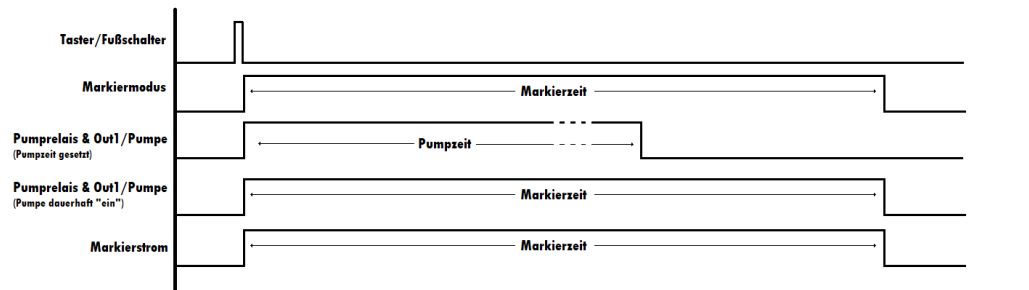 Taster/Fußschalter
Markiermodus
Markierzeit
Pumprelais & Out1/Pumpe
(Pumpzeit gesetzt)
Pumpzeit
Pumprelais & Out1/Pumpe
(Pumpe dauerhaft "ein")
Markierzeit
Markierstrom
Markierzeit